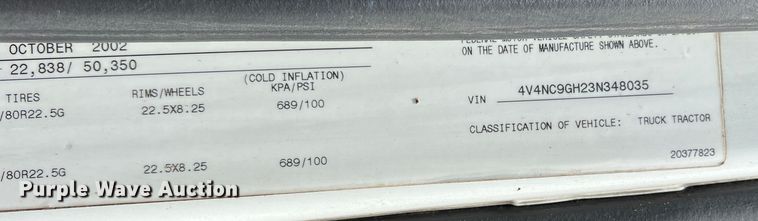 OCTOBER 2002
22,838/ 50,350
TIRES RIMS/WHEELS (COLD INFLATION) KPA/PSI
/80R22.5G 22.5X8.25 689/100
/80R22.5G 22.5X8.25 689/100
ON THE DATE OF MANUFACTURE SHOWN ABOVE.
VIN 4V4NC9GH23N348035
CLASSIFICATION OF VEHICLE: TRUCK TRACTOR
20377823
Purple Wave Auction